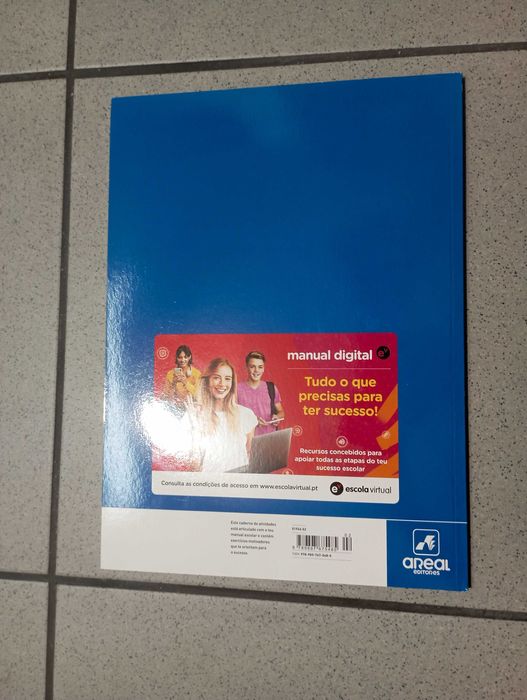 manual digital
Tudo o que
precisas para
ter sucesso!
Recursos concebidos para
apoiar todas as etapas do teu
sucesso escolar
Consulta as condições de acesso em www.escolavirtual.pt
ev escola virtual
Este caderno de atividades
está articulado com o teu
manual escolar e contém
exercícios motivadores
que te orientam para
o sucesso.
areal
EDITORES